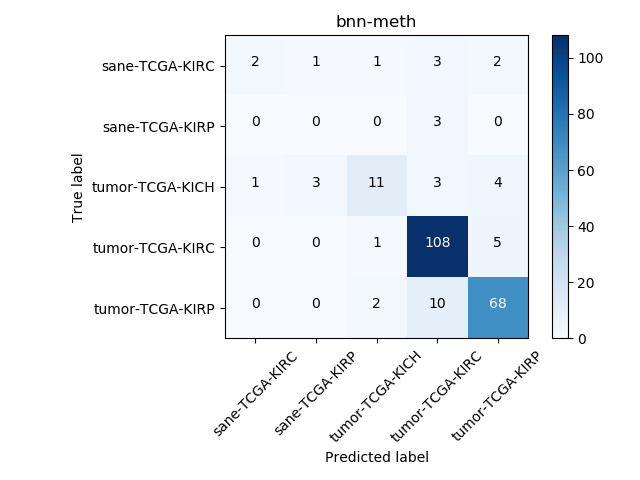 bnn-meth
True label
sane-TCGA-KIRC 2 1 1 3 2
sane-TCGA-KIRP 0 0 0 3 0
tumor-TCGA-KICH 1 3 11 3 4
tumor-TCGA-KIRC 0 0 1 108 5
tumor-TCGA-KIRP 0 0 2 10 68
sane-TCGA-KIRC
sane-TCGA-KIRP
tumor-TCGA-KICH
tumor-TCGA-KIRC
tumor-TCGA-KIRP
Predicted label
100
80
60
40
20
0